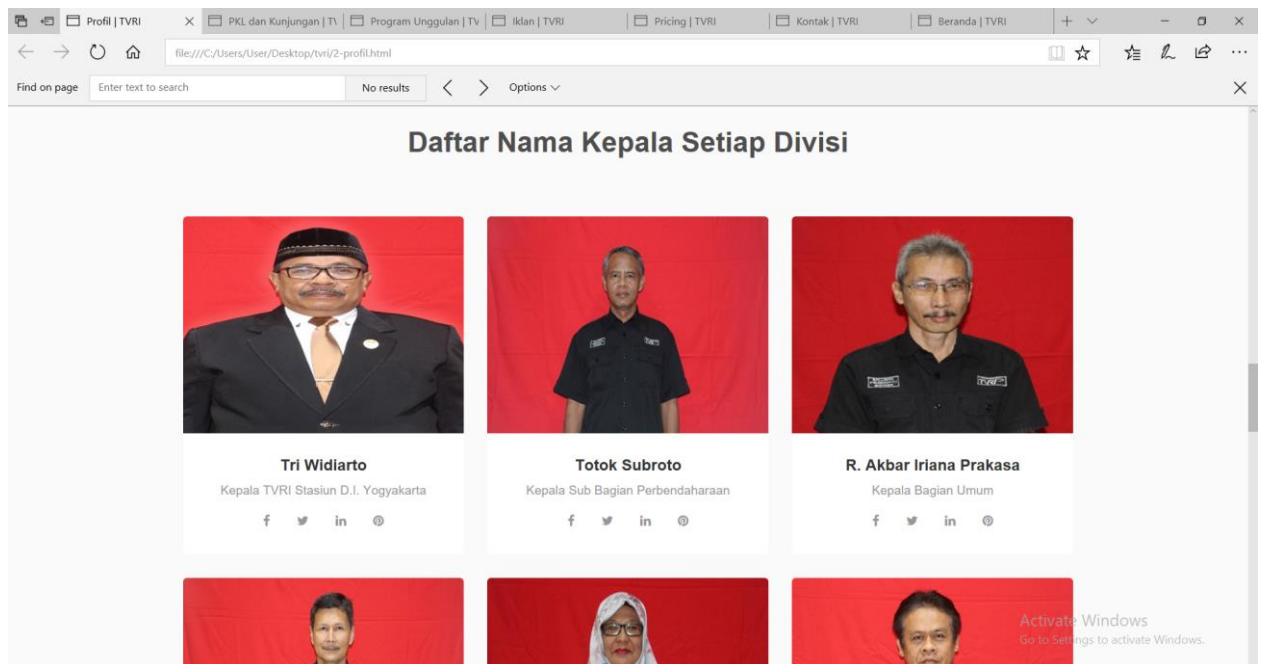 Profil | TVRI
PKL dan Kunjungan | T\
Program Unggulan | TV
Iklan | TVRI
Pricing | TVRI
Kontak | TVRI
Beranda | TVRI
file:///C:/Users/User/Desktop/tvri/2-profil.html
Find on page
Enter text to search
No results
Options
Daftar Nama Kepala Setiap Divisi
Tri Widiarto
Kepala TVRI Stasiun D.I. Yogyakarta
Totok Subroto
Kepala Sub Bagian Perbendaharaan
R. Akbar Iriana Prakasa
Kepala Bagian Umum
Activate Windows
Go to Settings to activate Windows.